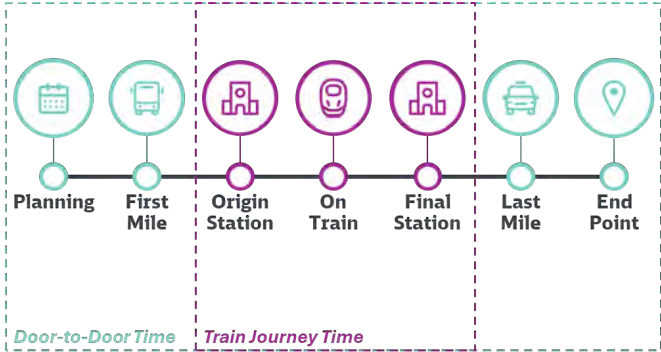 Planning
First
Mile
Origin
Station
On
Train
Final
Station
Last
Mile
End
Point
Door-to-Door Time
Train Journey Time